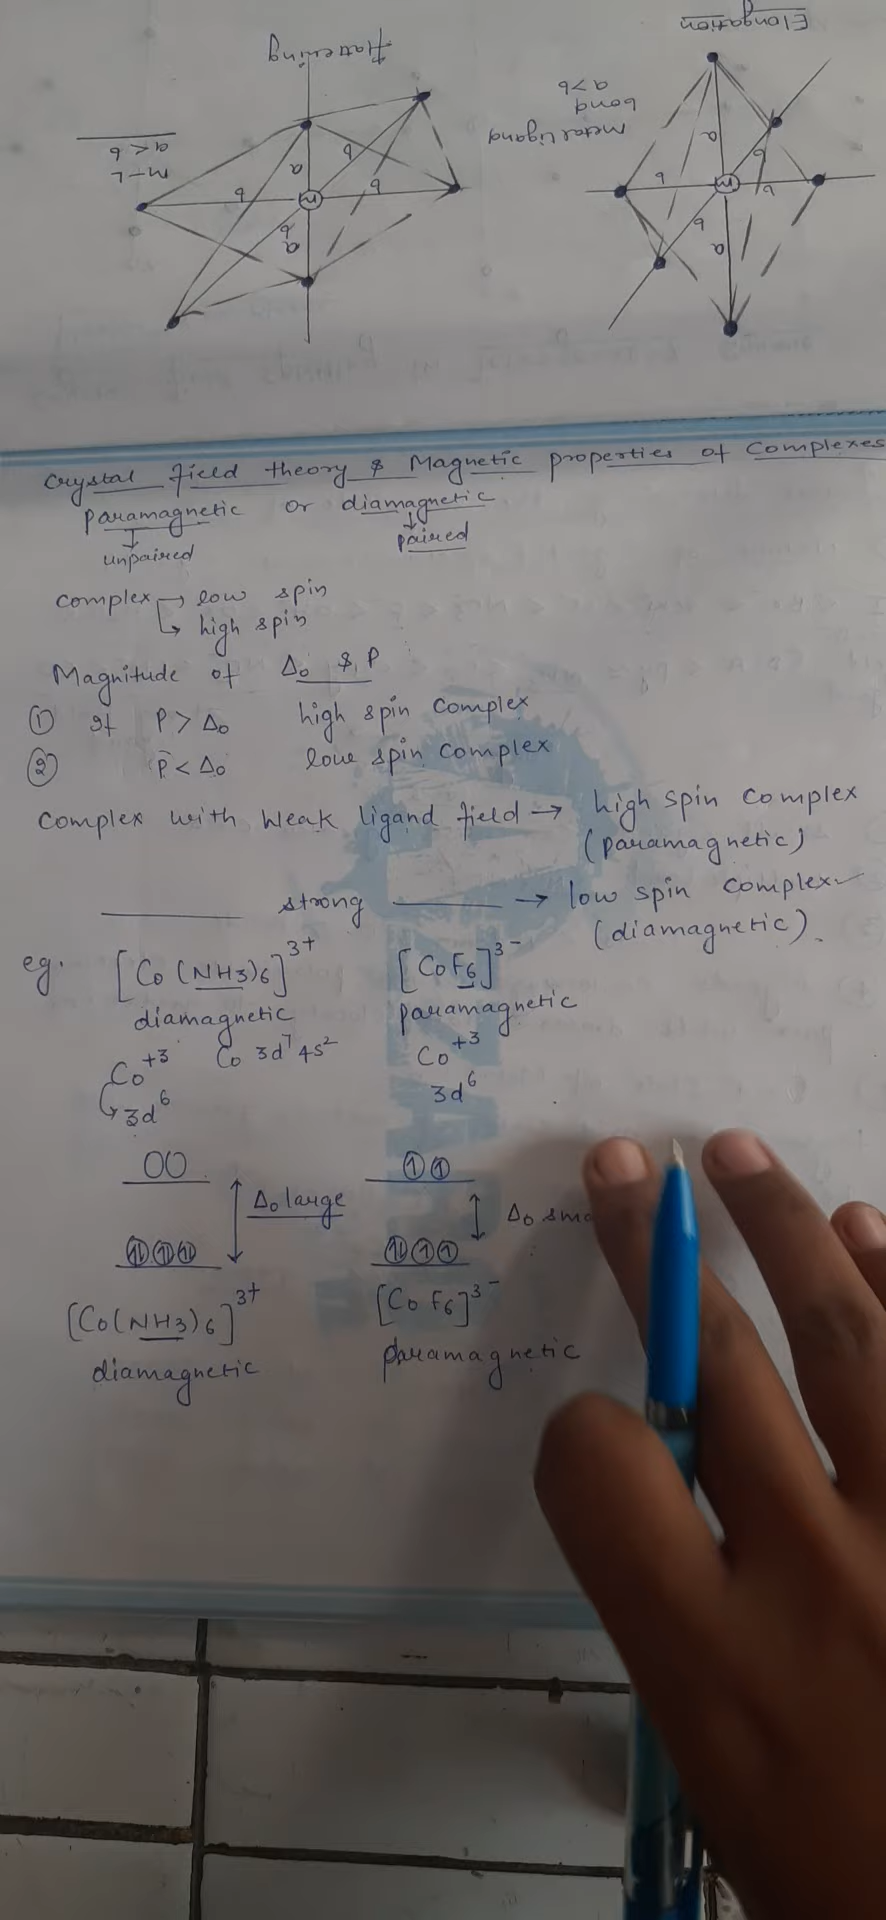 Elongation
flattening
metal ligand
bond
a > b
M-L
a < b
a
a
b
b
b
b
M
a
a
b
b
b
b
M
Crystal field theory & Magnetic properties of Complexes
paramagnetic or diamagnetic
unpaired paired
Complex → low spin
↳ high spin
Magnitude of Δo & P
① If P > Δo high spin complex
② P < Δo low spin complex
Complex with weak ligand field → high spin complex
(paramagnetic)
strong → low spin complex
(diamagnetic).
eg. [Co(NH3)6]3+ [CoF6]3-
diamagnetic paramagnetic
Co+3 Co 3d7 4s2 Co+3
3d6 3d6
Δo large Δo
[Co(NH3)6]3+ [CoF6]3-
diamagnetic paramagnetic